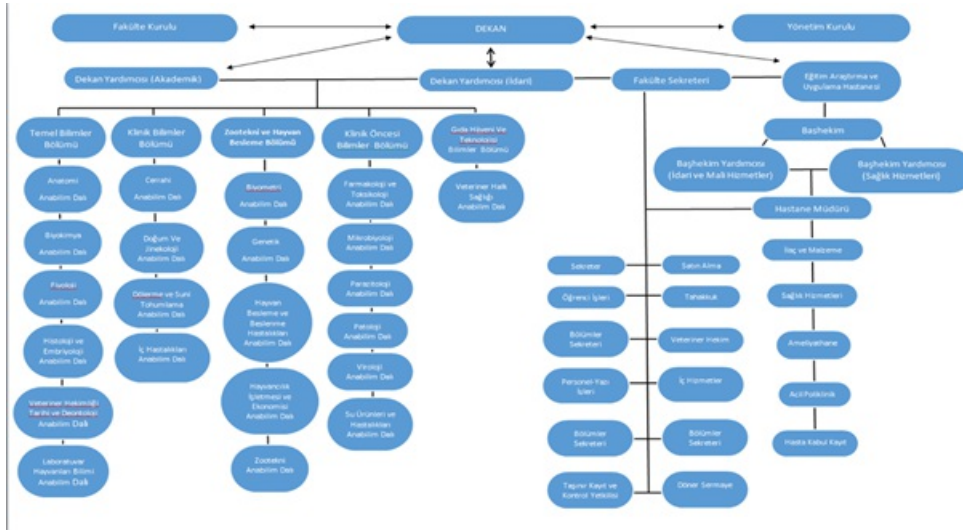 Fakülte Kurulu
DEKAN
Yönetim Kurulu
Dekan Yardımcısı (Akademik)
Dekan Yardımcısı (İdari)
Fakülte Sekreteri
Eğitim Araştırma ve
Uygulama Hastanesi
Temel Bilimler
Bölümü
Klinik Bilimler
Bölümü
Zootekni ve Hayvan
Besleme Bölümü
Klinik Öncesi
Bilimler Bölümü
Gıda Hijyeni Ve
Teknolojisi
Bilimler Bölümü
Başhekim
Başhekim Yardımcısı
(İdari ve Mali Hizmetler)
Başhekim Yardımcısı
(Sağlık Hizmetleri)
Hastane Müdürü
Anatomi
Anabilim Dalı
Biyokimya
Anabilim Dalı
Fizyoloji
Anabilim Dalı
Histoloji ve
Embriyoloji
Anabilim Dalı
Veteriner Hekimliği
Tarihi ve Deontoloji
Anabilim Dalı
Laboratuvar
Hayvanları Bilimi
Anabilim Dalı
Cerrahi
Anabilim Dalı
Doğum Ve
Jinekoloji
Anabilim Dalı
Dölerme ve Suni
Tohumlama
Anabilim Dalı
İç Hastalıkları
Anabilim Dalı
Biyometri
Anabilim Dalı
Genetik
Anabilim Dalı
Hayvan
Besleme ve
Beslenme
Hastalıkları
Anabilim Dalı
Hayvancılık
İşletmesi ve
Ekonomisi
Anabilim Dalı
Zootekni
Anabilim Dalı
Farmakoloji ve
Toksikoloji
Anabilim Dalı
Mikrobiyoloji
Anabilim Dalı
Parazitoloji
Anabilim Dalı
Patoloji
Anabilim Dalı
Viroloji
Anabilim Dalı
Su Ürünleri ve
Hastalıkları
Anabilim Dalı
Veteriner Halk
Sağlığı
Anabilim Dalı
Sekreter
Satın Alma
Öğrenci İşleri
Tahakkuk
Bölümler
Sekreteri
Veteriner Hekim
Personel-Yazı
İşleri
İç Hizmetler
Bölümler
Sekreteri
Bölümler
Sekreteri
Taşınır Kayıt ve
Kontrol Yetkilisi
Döner Sermaye
İlaç ve Malzeme
Sağlık Hizmetleri
Ameliyathane
Acil Poliklinik
Hasta Kabul Kayıt